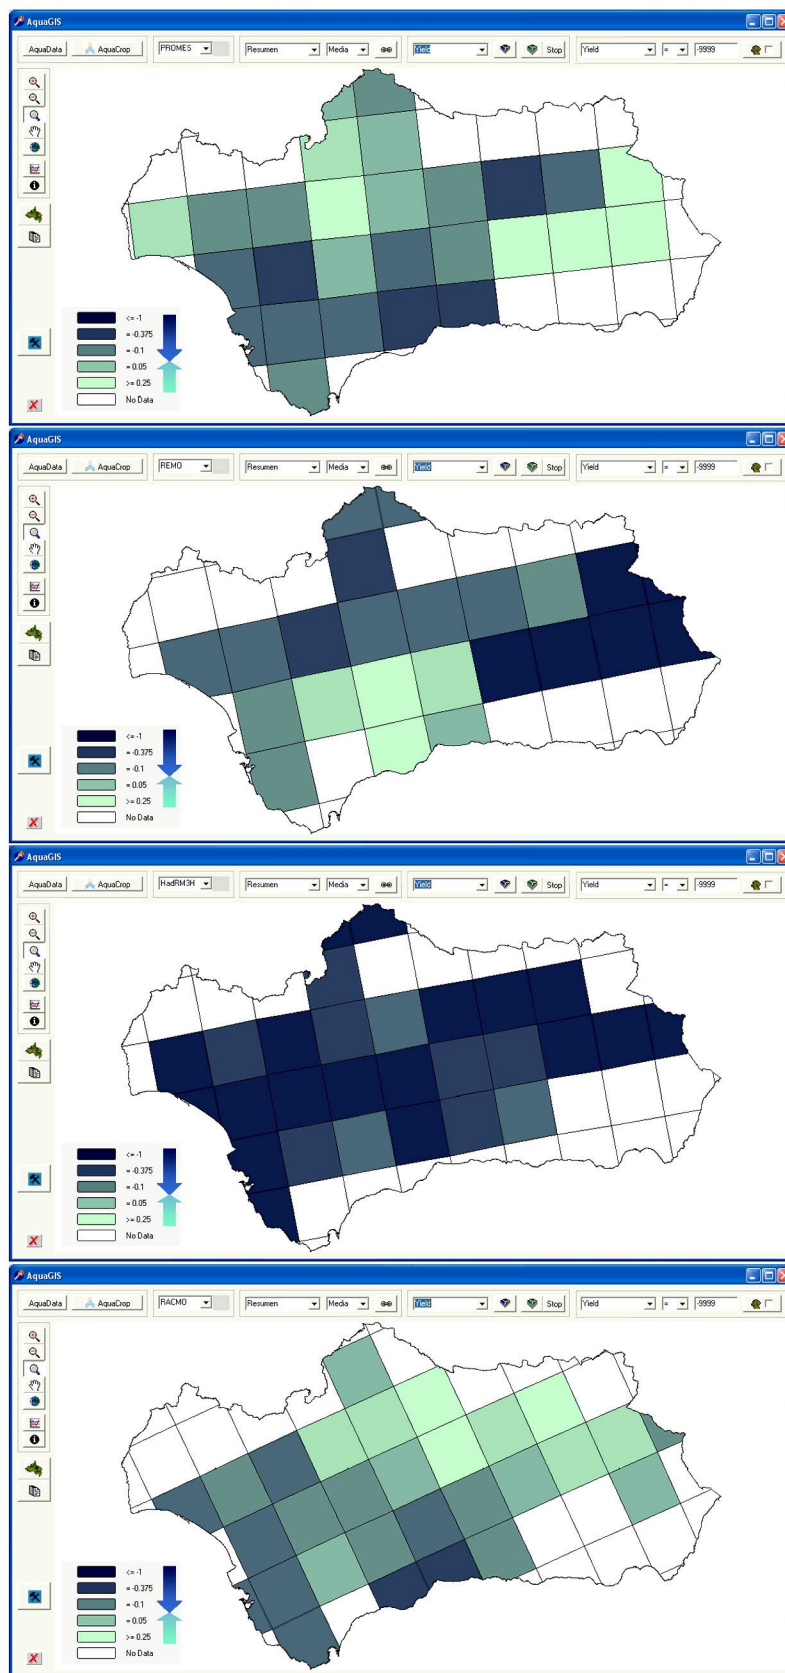 AquaGIS
AquaData AquaCrop PROMES Resumen Media Yield Stop Yield = -9999
<= -1
= -0.375
= -0.1
= 0.05
>= 0.25
No Data
AquaGIS
AquaData AquaCrop REMO Resumen Media Yield Stop Yield = -9999
<= -1
= -0.375
= -0.1
= 0.05
>= 0.25
No Data
AquaGIS
AquaData AquaCrop HadRM3H Resumen Media Yield Stop Yield = -9999
<= -1
= -0.375
= -0.1
= 0.05
>= 0.25
No Data
AquaGIS
AquaData AquaCrop RACMO Resumen Media Yield Stop Yield = -9999
<= -1
= -0.375
= -0.1
= 0.05
>= 0.25
No Data